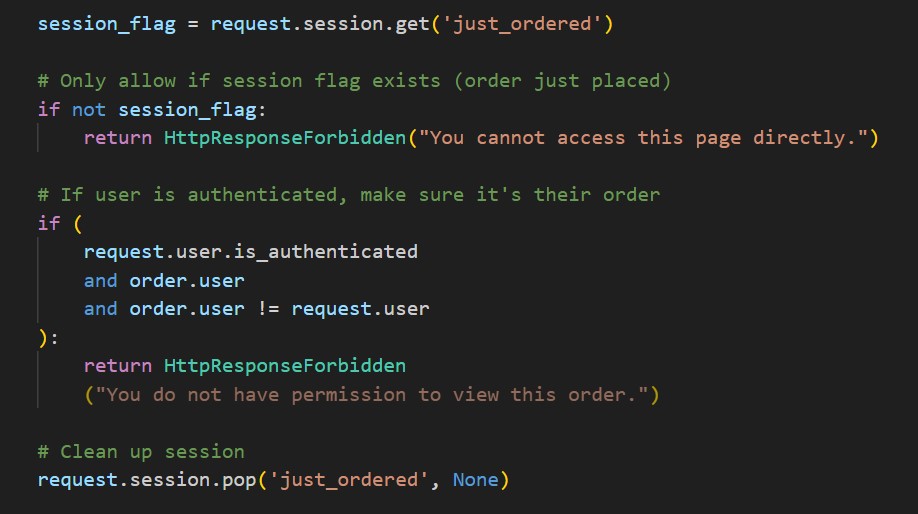 session_flag = request.session.get('just_ordered')
# Only allow if session flag exists (order just placed)
if not session_flag:
return HttpResponseForbidden("You cannot access this page directly.")
# If user is authenticated, make sure it's their order
if (
request.user.is_authenticated
and order.user
and order.user != request.user
):
return HttpResponseForbidden
("You do not have permission to view this order.")
# Clean up session
request.session.pop('just_ordered', None)